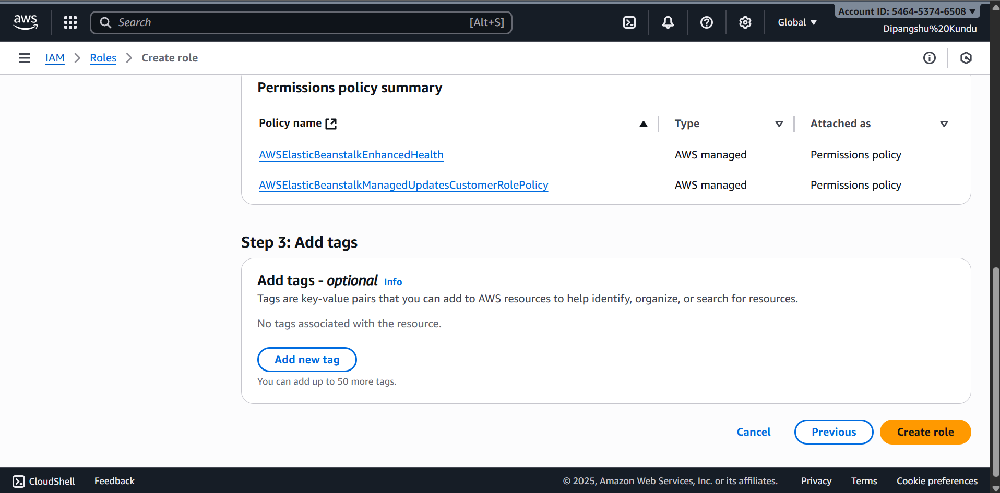 aws
Search [Alt+S]
Global
Account ID: 5464-5374-6508
Dipangshu%20Kundu
IAM Roles Create role
Permissions policy summary
Policy name Type Attached as
AWSElasticBeanstalkEnhancedHealth AWS managed Permissions policy
AWSElasticBeanstalkManagedUpdatesCustomerRolePolicy AWS managed Permissions policy
Step 3: Add tags
Add tags - optional Info
Tags are key-value pairs that you can add to AWS resources to help identify, organize, or search for resources.
No tags associated with the resource.
Add new tag
You can add up to 50 more tags.
Cancel Previous Create role
CloudShell Feedback © 2025, Amazon Web Services, Inc. or its affiliates. Privacy Terms Cookie preferences